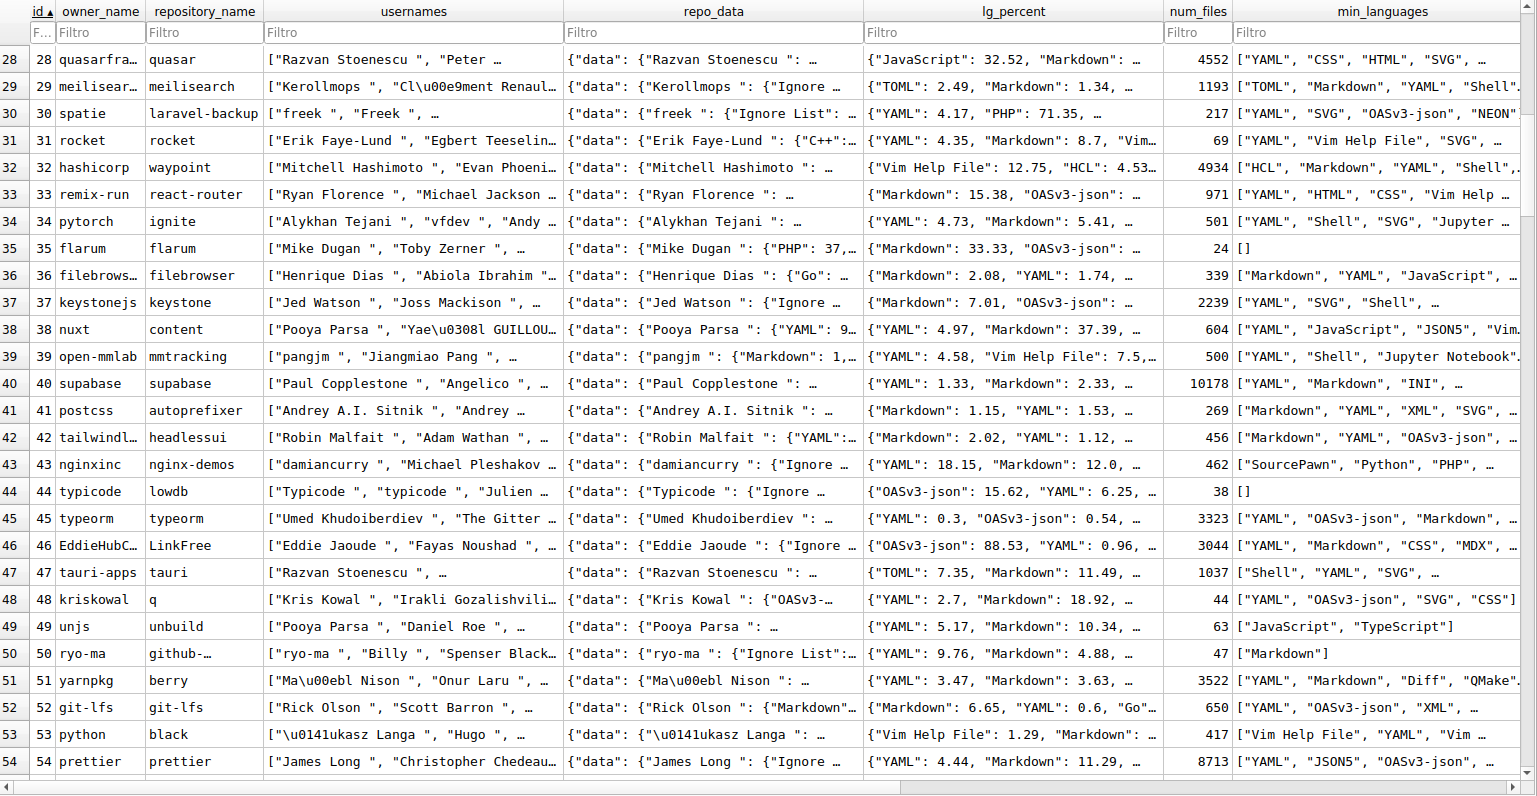 id ▴ owner_name repository_name usernames repo_data lg_percent num_files min_languages
F… Filtro Filtro Filtro Filtro Filtro Filtro Filtro
28 28 quasarfra… quasar ["Razvan Stoenescu ", "Peter … {"data": {"Razvan Stoenescu ": … {"JavaScript": 32.52, "Markdown": … 4552 ["YAML", "CSS", "HTML", "SVG", …
29 29 meilisear… meilisearch ["Kerollmops ", "Cl\u00e9ment Renaul… {"data": {"Kerollmops ": {"Ignore … {"TOML": 2.49, "Markdown": 1.34, … 1193 ["TOML", "Markdown", "YAML", "Shell"…
30 30 spatie laravel-backup ["freek ", "Freek ", … {"data": {"freek ": {"Ignore List": … {"YAML": 4.17, "PHP": 71.35, … 217 ["YAML", "SVG", "OASv3-json", "NEON"
31 31 rocket rocket ["Erik Faye-Lund ", "Egbert Teeselin… {"data": {"Erik Faye-Lund ": {"C++":… {"YAML": 4.35, "Markdown": 8.7, "Vim… 69 ["YAML", "Vim Help File", "SVG", …
32 32 hashicorp waypoint ["Mitchell Hashimoto ", "Evan Phoeni… {"data": {"Mitchell Hashimoto ": … {"Vim Help File": 12.75, "HCL": 4.53… 4934 ["HCL", "Markdown", "YAML", "Shell",…
33 33 remix-run react-router ["Ryan Florence ", "Michael Jackson … {"data": {"Ryan Florence ": … {"Markdown": 15.38, "OASv3-json": … 971 ["YAML", "HTML", "CSS", "Vim Help …
34 34 pytorch ignite ["Alykhan Tejani ", "vfdev ", "Andy … {"data": {"Alykhan Tejani ": … {"YAML": 4.73, "Markdown": 5.41, … 501 ["YAML", "Shell", "SVG", "Jupyter …
35 35 flarum flarum ["Mike Dugan ", "Toby Zerner ", … {"data": {"Mike Dugan ": {"PHP": 37,… {"Markdown": 33.33, "OASv3-json": … 24 []
36 36 filebrows… filebrowser ["Henrique Dias ", "Abiola Ibrahim "… {"data": {"Henrique Dias ": {"Go": … {"Markdown": 2.08, "YAML": 1.74, … 339 ["Markdown", "YAML", "JavaScript", …
37 37 keystonejs keystone ["Jed Watson ", "Joss Mackison ", … {"data": {"Jed Watson ": {"Ignore … {"Markdown": 7.01, "OASv3-json": … 2239 ["YAML", "SVG", "Shell", …
38 38 nuxt content ["Pooya Parsa ", "Yae\u0308l GUILLOU… {"data": {"Pooya Parsa ": {"YAML": 9… {"YAML": 4.97, "Markdown": 37.39, … 604 ["YAML", "JavaScript", "JSON5", "Vim…
39 39 open-mmlab mmtracking ["pangjm ", "Jiangmiao Pang ", … {"data": {"pangjm ": {"Markdown": 1,… {"YAML": 4.58, "Vim Help File": 7.5,… 500 ["YAML", "Shell", "Jupyter Notebook"…
40 40 supabase supabase ["Paul Copplestone ", "Angelico ", … {"data": {"Paul Copplestone ": … {"YAML": 1.33, "Markdown": 2.33, … 10178 ["YAML", "Markdown", "INI", …
41 41 postcss autoprefixer ["Andrey A.I. Sitnik ", "Andrey … {"data": {"Andrey A.I. Sitnik ": … {"Markdown": 1.15, "YAML": 1.53, … 269 ["Markdown", "YAML", "XML", "SVG", …
42 42 tailwindl… headlessui ["Robin Malfait ", "Adam Wathan ", … {"data": {"Robin Malfait ": {"YAML":… {"Markdown": 2.02, "YAML": 1.12, … 456 ["Markdown", "YAML", "OASv3-json", …
43 43 nginxinc nginx-demos ["damiancurry ", "Michael Pleshakov … {"data": {"damiancurry ": {"Ignore … {"YAML": 18.15, "Markdown": 12.0, … 462 ["SourcePawn", "Python", "PHP", …
44 44 typicode lowdb ["Typicode ", "typicode ", "Julien … {"data": {"Typicode ": {"Ignore … {"OASv3-json": 15.62, "YAML": 6.25, … 38 []
45 45 typeorm typeorm ["Umed Khudoiberdiev ", "The Gitter … {"data": {"Umed Khudoiberdiev ": … {"YAML": 0.3, "OASv3-json": 0.54, … 3323 ["YAML", "OASv3-json", "Markdown", …
46 46 EddieHubC… LinkFree ["Eddie Jaoude ", "Fayas Noushad ", … {"data": {"Eddie Jaoude ": {"Ignore … {"OASv3-json": 88.53, "YAML": 0.96, … 3044 ["YAML", "Markdown", "CSS", "MDX", …
47 47 tauri-apps tauri ["Razvan Stoenescu ", … {"data": {"Razvan Stoenescu ": … {"TOML": 7.35, "Markdown": 11.49, … 1037 ["Shell", "YAML", "SVG", …
48 48 kriskowal q ["Kris Kowal ", "Irakli Gozalishvili… {"data": {"Kris Kowal ": {"OASv3-… {"YAML": 2.7, "Markdown": 18.92, … 44 ["YAML", "OASv3-json", "SVG", "CSS"]
49 49 unjs unbuild ["Pooya Parsa ", "Daniel Roe ", … {"data": {"Pooya Parsa ": … {"YAML": 5.17, "Markdown": 10.34, … 63 ["JavaScript", "TypeScript"]
50 50 ryo-ma github-… ["ryo-ma ", "Billy ", "Spenser Black… {"data": {"ryo-ma ": {"Ignore List":… {"YAML": 9.76, "Markdown": 4.88, … 47 ["Markdown"]
51 51 yarnpkg berry ["Ma\u00ebl Nison ", "Onur Laru ", … {"data": {"Ma\u00ebl Nison ": … {"YAML": 3.47, "Markdown": 3.63, … 3522 ["YAML", "Markdown", "Diff", "QMake"…
52 52 git-lfs git-lfs ["Rick Olson ", "Scott Barron ", … {"data": {"Rick Olson ": {"Markdown"… {"Markdown": 6.65, "YAML": 0.6, "Go"… 650 ["YAML", "OASv3-json", "XML", …
53 53 python black ["\u0141ukasz Langa ", "Hugo ", … {"data": {"\u0141ukasz Langa ": … {"Vim Help File": 1.29, "Markdown": … 417 ["Vim Help File", "YAML", "Vim …
54 54 prettier prettier ["James Long ", "Christopher Chedeau… {"data": {"James Long ": {"Ignore … {"YAML": 4.44, "Markdown": 11.29, … 8713 ["YAML", "JSON5", "OASv3-json", …